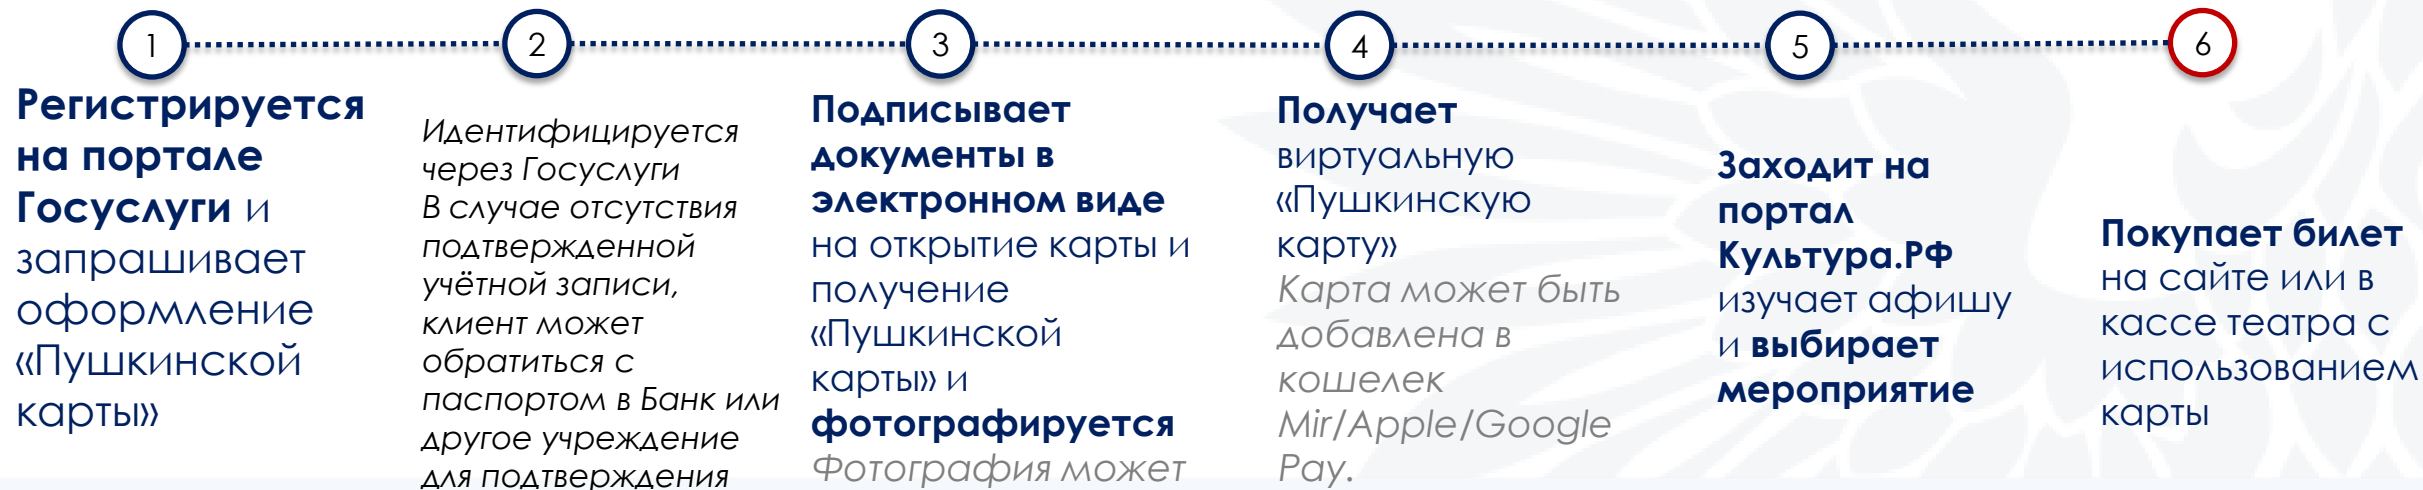 1
2
3
4
5
6
Регистрируется
на портале
Госуслуги и
запрашивает
оформление
«Пушкинской
карты»
Идентифицируется
через Госуслуги
В случае отсутствия
подтвержденной
учётной записи,
клиент может
обратиться с
паспортом в Банк или
другое учреждение
для подтверждения
Подписывает
документы в
электронном виде
на открытие карты и
получение
«Пушкинской
карты» и
фотографируется
Фотография может
Получает
виртуальную
«Пушкинскую
карту»
Карта может быть
добавлена в
кошелек
Mir/Apple/Google
Pay.
Заходит на
портал
Культура.РФ
изучает афишу
и выбирает
мероприятие
Покупает билет
на сайте или в
кассе театра с
использованием
карты